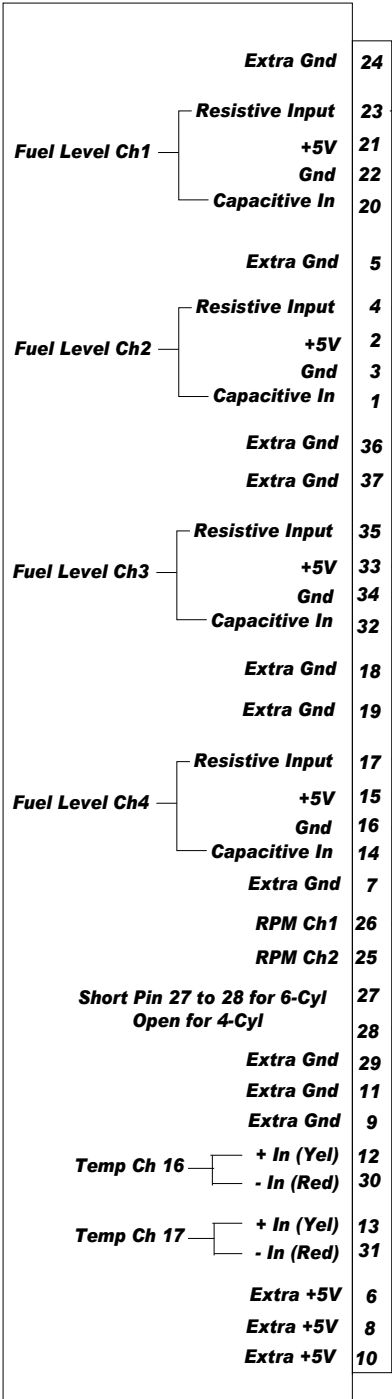 Extra Gnd 24
Resistive Input 23
Fuel Level Ch1
+5V 21
Gnd 22
Capacitive In 20
Extra Gnd 5
Resistive Input 4
Fuel Level Ch2
+5V 2
Gnd 3
Capacitive In 1
Extra Gnd 36
Extra Gnd 37
Resistive Input 35
Fuel Level Ch3
+5V 33
Gnd 34
Capacitive In 32
Extra Gnd 18
Extra Gnd 19
Resistive Input 17
Fuel Level Ch4
+5V 15
Gnd 16
Capacitive In 14
Extra Gnd 7
RPM Ch1 26
RPM Ch2 25
Short Pin 27 to 28 for 6-Cyl 27
Open for 4-Cyl 28
Extra Gnd 29
Extra Gnd 11
Extra Gnd 9
+ In (Yel) 12
Temp Ch 16
- In (Red) 30
+ In (Yel) 13
Temp Ch 17
- In (Red) 31
Extra +5V 6
Extra +5V 8
Extra +5V 10